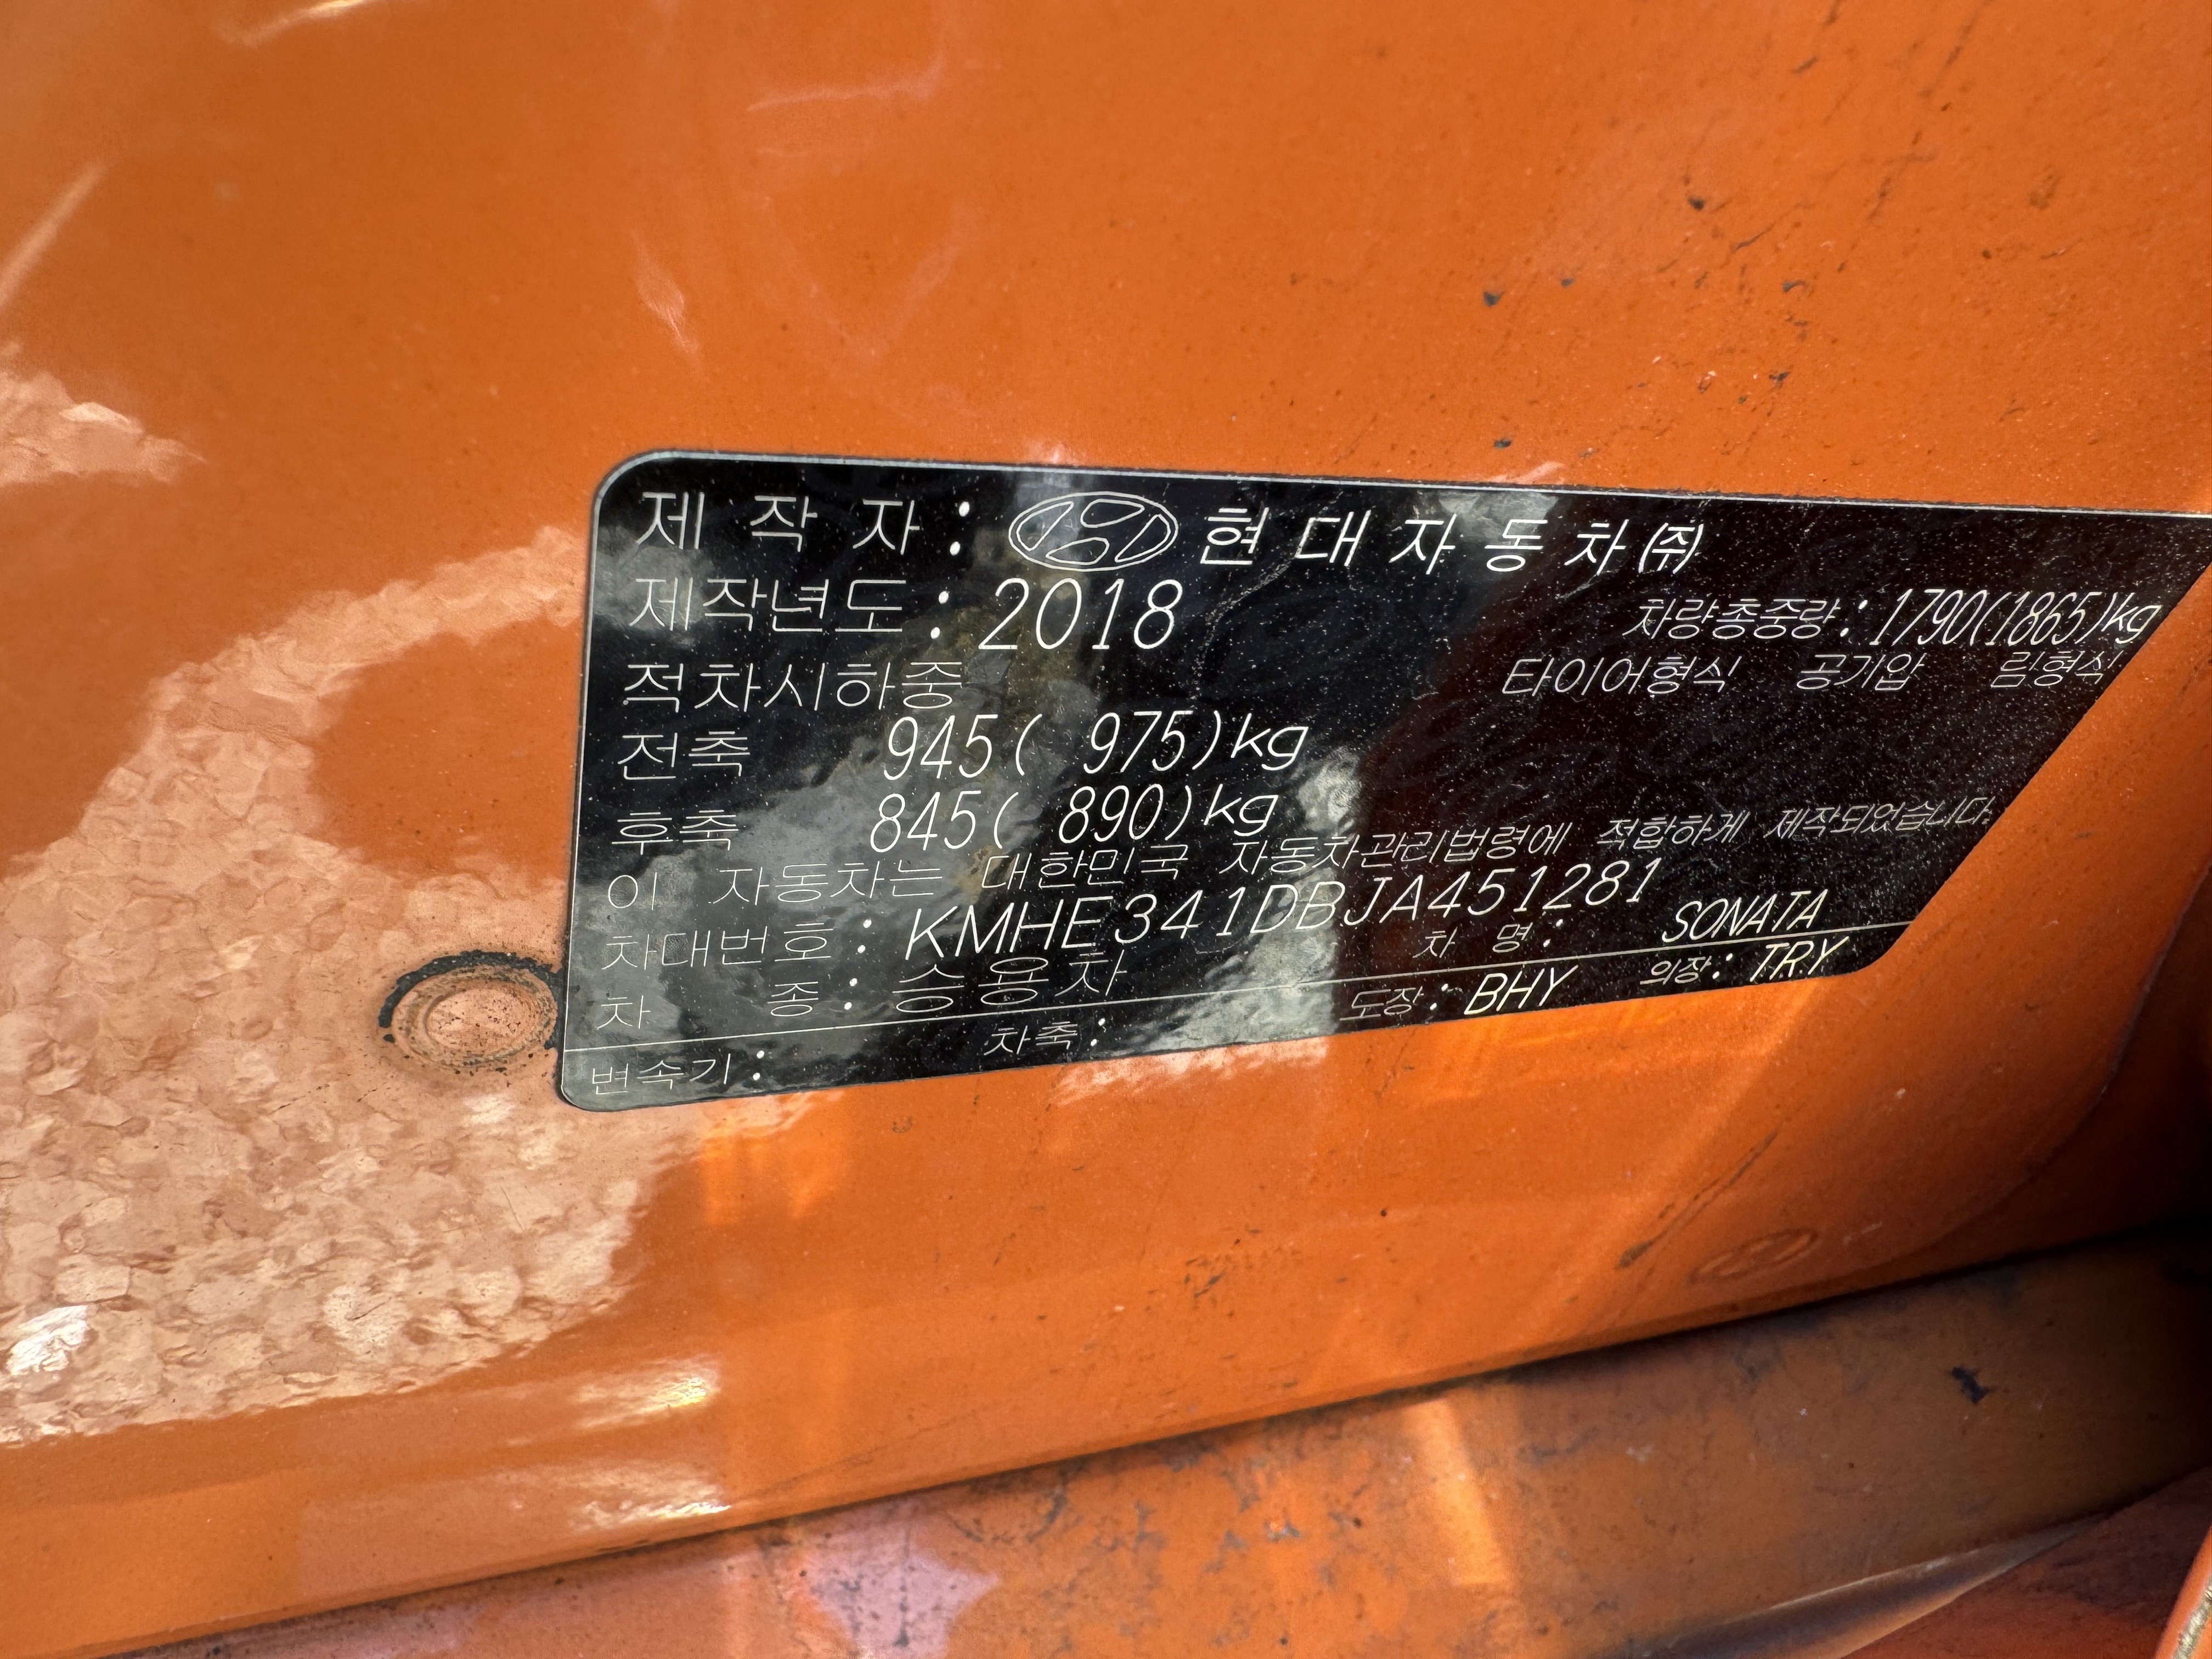 제 작 자 : 현 대 자 동 차 ㈜
제작년도 : 2018
차량총중량 : 1790(1865)kg
적차시하중
타이어형식 공기압 림형식
전축 945( 975)kg
후축 845( 890)kg
이 자동차는 대한민국 자동차관리법령에 적합하게 제작되었습니다.
차대번호 : KMHE341DBJA451281
차 종 : 승용차 차 명 : SONATA
변속기 : 차축 : 도장 : BHY 의장 : TRY